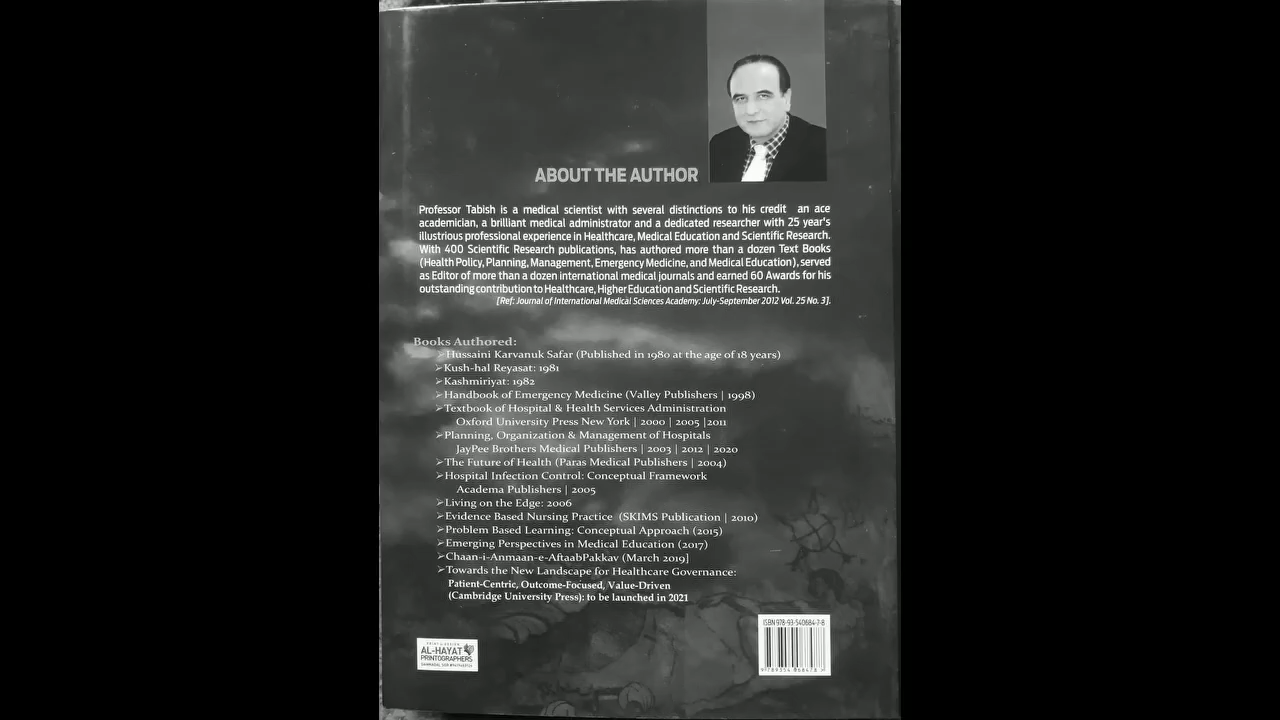 ABOUT THE AUTHOR
Professor Tabish is a medical scientist with several distinctions to his credit an ace
academician, a brilliant medical administrator and a dedicated researcher with 25 year's
illustrious professional experience in Healthcare, Medical Education and Scientific Research.
With 400 Scientific Research publications, has authored more than a dozen Text Books
(Health Policy, Planning, Management, Emergency Medicine, and Medical Education), served
as Editor of more than a dozen international medical journals and earned 60 Awards for his
outstanding contribution to Healthcare, Higher Education and Scientific Research.
[Ref: Journal of International Medical Sciences Academy: July-September 2012 Vol. 25 No. 3].
Books Authored:
➢Hussaini Karvanuk Safar (Published in 1980 at the age of 18 years)
➢Kush-hal Reyasat: 1981
➢Kashmiriyat: 1982
➢Handbook of Emergency Medicine (Valley Publishers | 1998)
➢Textbook of Hospital & Health Services Administration
Oxford University Press New York | 2000 | 2005 |2011
➢Planning, Organization & Management of Hospitals
JayPee Brothers Medical Publishers | 2003 | 2012 | 2020
➢The Future of Health (Paras Medical Publishers | 2004)
➢Hospital Infection Control: Conceptual Framework
Academa Publishers | 2005
➢Living on the Edge: 2006
➢Evidence Based Nursing Practice (SKIMS Publication | 2010)
➢Problem Based Learning: Conceptual Approach (2015)
➢Emerging Perspectives in Medical Education (2017)
➢Chaan-i-Anmaan-e-AftaabPakkav (March 2019]
➢Towards the New Landscape for Healthcare Governance:
Patient-Centric, Outcome-Focused, Value-Driven
(Cambridge University Press): to be launched in 2021
ISBN 978-93-540684-7-8
9 789354 068478
AL-HAYAT
PRINTOGRAPHERS